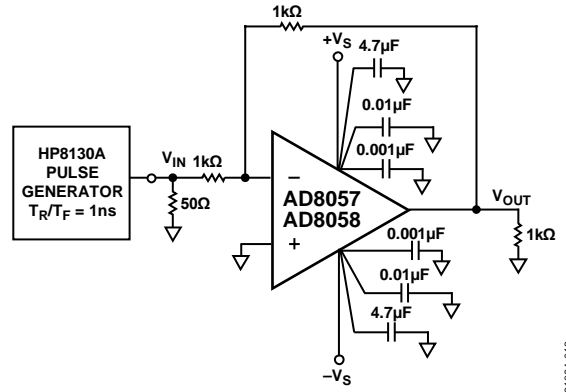 1kΩ
+VS
4.7µF
0.01µF
0.001µF
HP8130A
PULSE
GENERATOR
TR/TF = 1ns
VIN
1kΩ
50Ω
−
+
AD8057
AD8058
VOUT
1kΩ
0.001µF
0.01µF
4.7µF
−VS